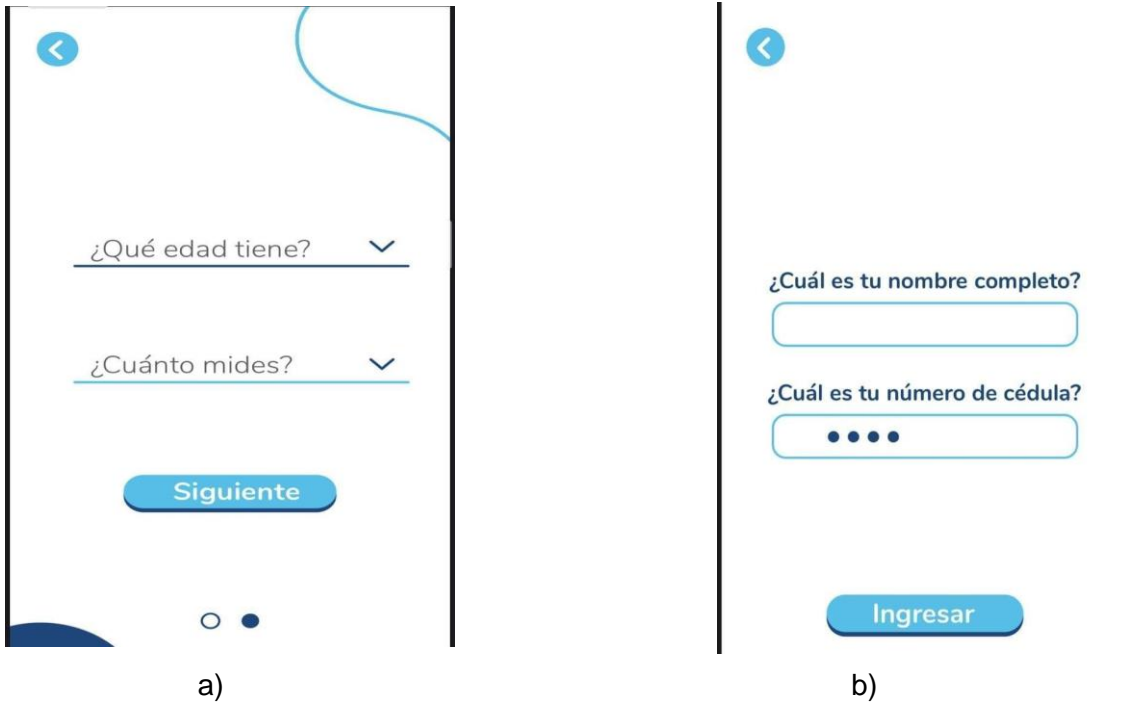 ¿Qué edad tiene?
¿Cuánto mides?
Siguiente
a)
¿Cuál es tu nombre completo?
¿Cuál es tu número de cédula?
Ingresar
b)